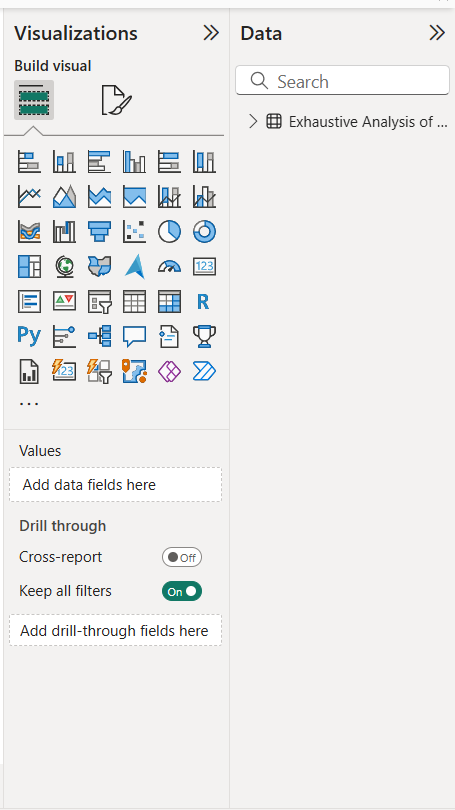 Visualizations
Data
Build visual
Search
Exhaustive Analysis of ...
123
R
Py
123
...
Values
Add data fields here
Drill through
Cross-report
Off
Keep all filters
On
Add drill-through fields here